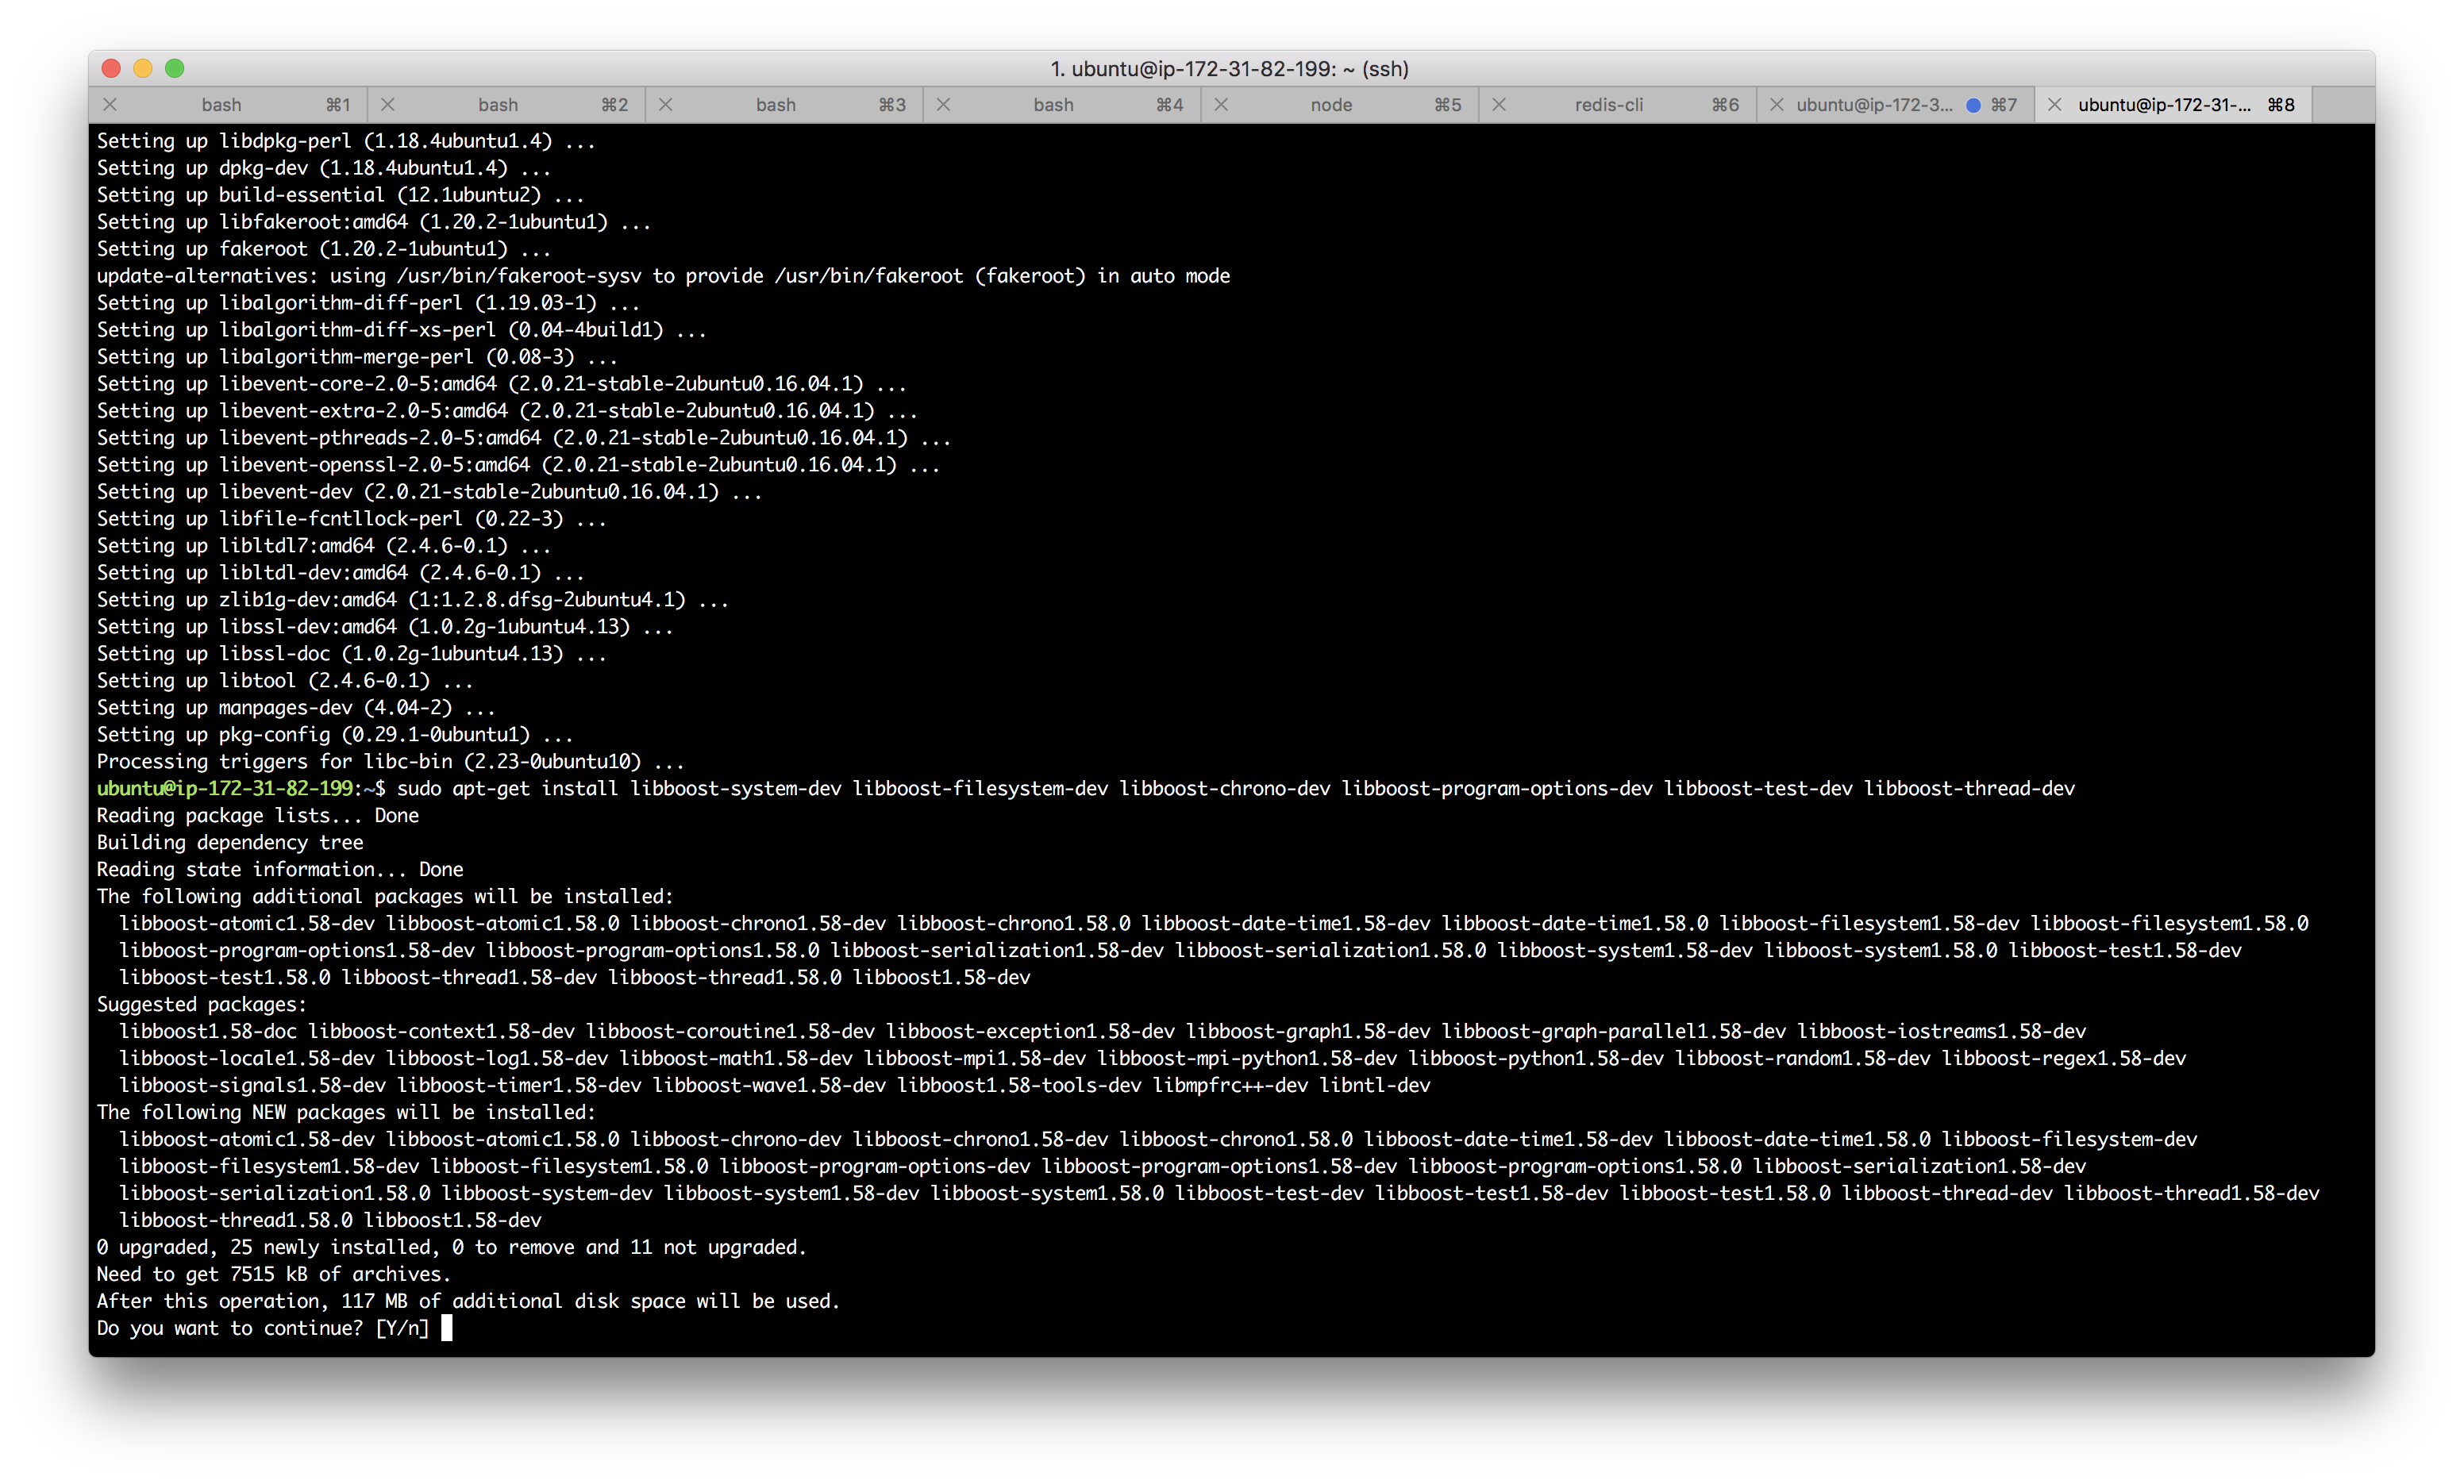 1. ubuntu@ip-172-31-82-199: ~ (ssh)
bash ⌘1 bash ⌘2 bash ⌘3 bash ⌘4 node ⌘5 redis-cli ⌘6 ubuntu@ip-172-3... ⌘7 ubuntu@ip-172-31-... ⌘8
Setting up libdpkg-perl (1.18.4ubuntu1.4) ...
Setting up dpkg-dev (1.18.4ubuntu1.4) ...
Setting up build-essential (12.1ubuntu2) ...
Setting up libfakeroot:amd64 (1.20.2-1ubuntu1) ...
Setting up fakeroot (1.20.2-1ubuntu1) ...
update-alternatives: using /usr/bin/fakeroot-sysv to provide /usr/bin/fakeroot (fakeroot) in auto mode
Setting up libalgorithm-diff-perl (1.19.03-1) ...
Setting up libalgorithm-diff-xs-perl (0.04-4build1) ...
Setting up libalgorithm-merge-perl (0.08-3) ...
Setting up libevent-core-2.0-5:amd64 (2.0.21-stable-2ubuntu0.16.04.1) ...
Setting up libevent-extra-2.0-5:amd64 (2.0.21-stable-2ubuntu0.16.04.1) ...
Setting up libevent-pthreads-2.0-5:amd64 (2.0.21-stable-2ubuntu0.16.04.1) ...
Setting up libevent-openssl-2.0-5:amd64 (2.0.21-stable-2ubuntu0.16.04.1) ...
Setting up libevent-dev (2.0.21-stable-2ubuntu0.16.04.1) ...
Setting up libfile-fcntllock-perl (0.22-3) ...
Setting up libltdl7:amd64 (2.4.6-0.1) ...
Setting up libltdl-dev:amd64 (2.4.6-0.1) ...
Setting up zlib1g-dev:amd64 (1:1.2.8.dfsg-2ubuntu4.1) ...
Setting up libssl-dev:amd64 (1.0.2g-1ubuntu4.13) ...
Setting up libssl-doc (1.0.2g-1ubuntu4.13) ...
Setting up libtool (2.4.6-0.1) ...
Setting up manpages-dev (4.04-2) ...
Setting up pkg-config (0.29.1-0ubuntu1) ...
Processing triggers for libc-bin (2.23-0ubuntu10) ...
ubuntu@ip-172-31-82-199:~$ sudo apt-get install libboost-system-dev libboost-filesystem-dev libboost-chrono-dev libboost-program-options-dev libboost-test-dev libboost-thread-dev
Reading package lists... Done
Building dependency tree
Reading state information... Done
The following additional packages will be installed:
libboost-atomic1.58-dev libboost-atomic1.58.0 libboost-chrono1.58-dev libboost-chrono1.58.0 libboost-date-time1.58-dev libboost-date-time1.58.0 libboost-filesystem1.58-dev libboost-filesystem1.58.0
libboost-program-options1.58-dev libboost-program-options1.58.0 libboost-serialization1.58-dev libboost-serialization1.58.0 libboost-system1.58-dev libboost-system1.58.0 libboost-test1.58-dev
libboost-test1.58.0 libboost-thread1.58-dev libboost-thread1.58.0 libboost1.58-dev
Suggested packages:
libboost1.58-doc libboost-context1.58-dev libboost-coroutine1.58-dev libboost-exception1.58-dev libboost-graph1.58-dev libboost-graph-parallel1.58-dev libboost-iostreams1.58-dev
libboost-locale1.58-dev libboost-log1.58-dev libboost-math1.58-dev libboost-mpi1.58-dev libboost-mpi-python1.58-dev libboost-python1.58-dev libboost-random1.58-dev libboost-regex1.58-dev
libboost-signals1.58-dev libboost-timer1.58-dev libboost-wave1.58-dev libboost1.58-tools-dev libmpfrc++-dev libntl-dev
The following NEW packages will be installed:
libboost-atomic1.58-dev libboost-atomic1.58.0 libboost-chrono-dev libboost-chrono1.58-dev libboost-chrono1.58.0 libboost-date-time1.58-dev libboost-date-time1.58.0 libboost-filesystem-dev
libboost-filesystem1.58-dev libboost-filesystem1.58.0 libboost-program-options-dev libboost-program-options1.58-dev libboost-program-options1.58.0 libboost-serialization1.58-dev
libboost-serialization1.58.0 libboost-system-dev libboost-system1.58-dev libboost-system1.58.0 libboost-test-dev libboost-test1.58-dev libboost-test1.58.0 libboost-thread-dev libboost-thread1.58-dev
libboost-thread1.58.0 libboost1.58-dev
0 upgraded, 25 newly installed, 0 to remove and 11 not upgraded.
Need to get 7515 kB of archives.
After this operation, 117 MB of additional disk space will be used.
Do you want to continue? [Y/n]